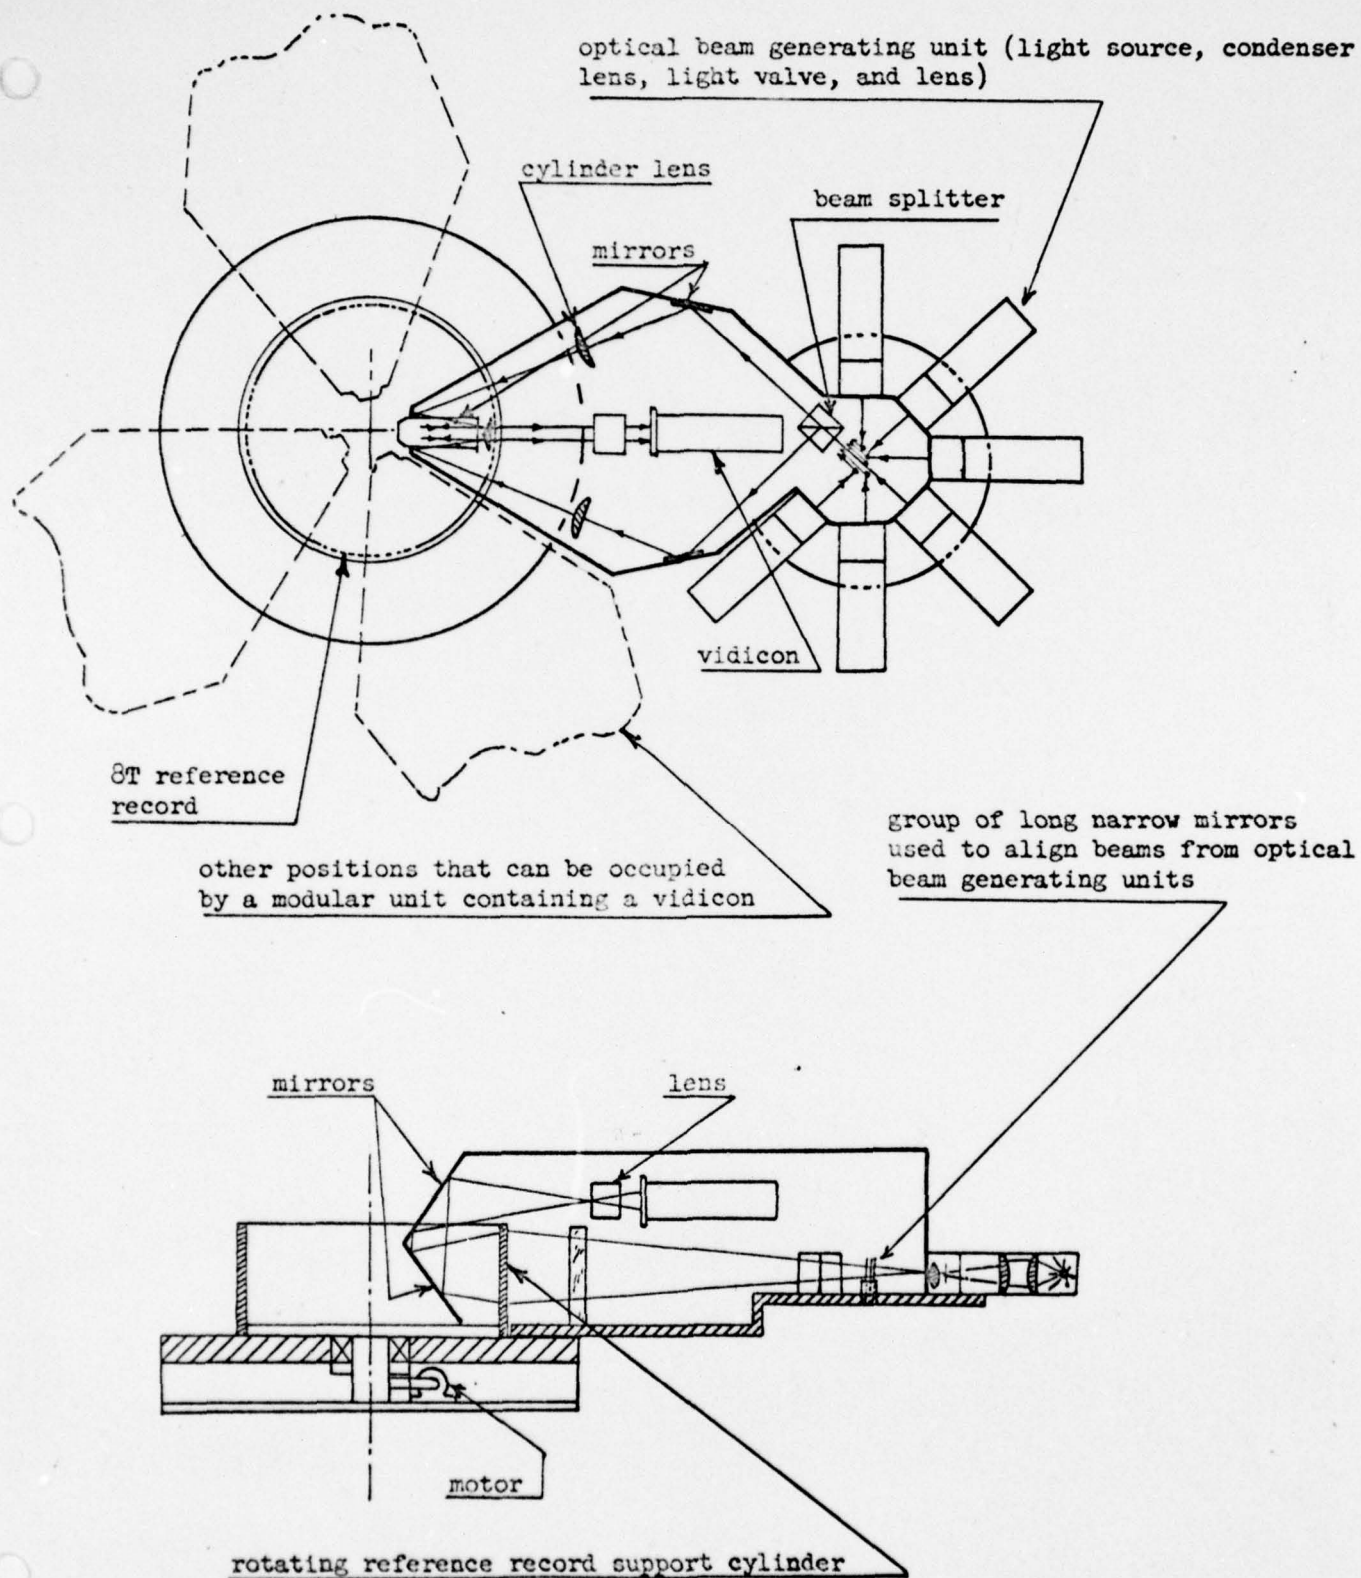 optical beam generating unit (light source, condenser
lens, light valve, and lens)
cylinder lens
beam splitter
mirrors
vidicon
8T reference
record
other positions that can be occupied
by a modular unit containing a vidicon
group of long narrow mirrors
used to align beams from optical
beam generating units
mirrors
lens
motor
rotating reference record support cylinder